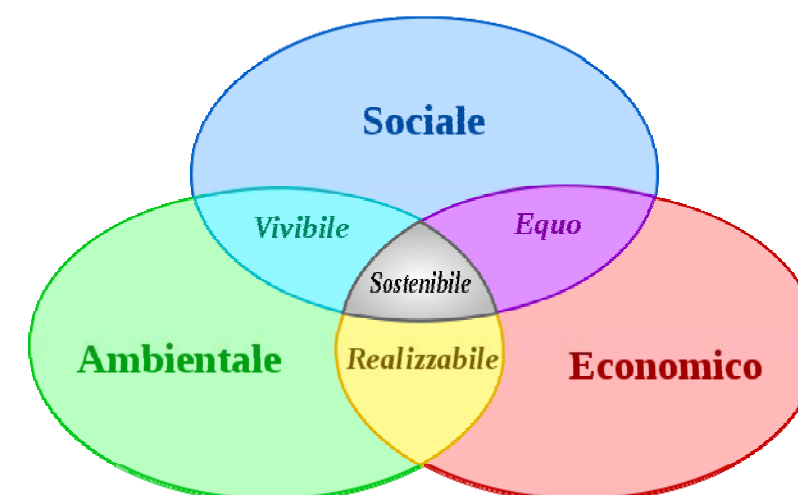 Sociale
Vivibile
Equo
Sostenibile
Ambientale
Realizzabile
Economico